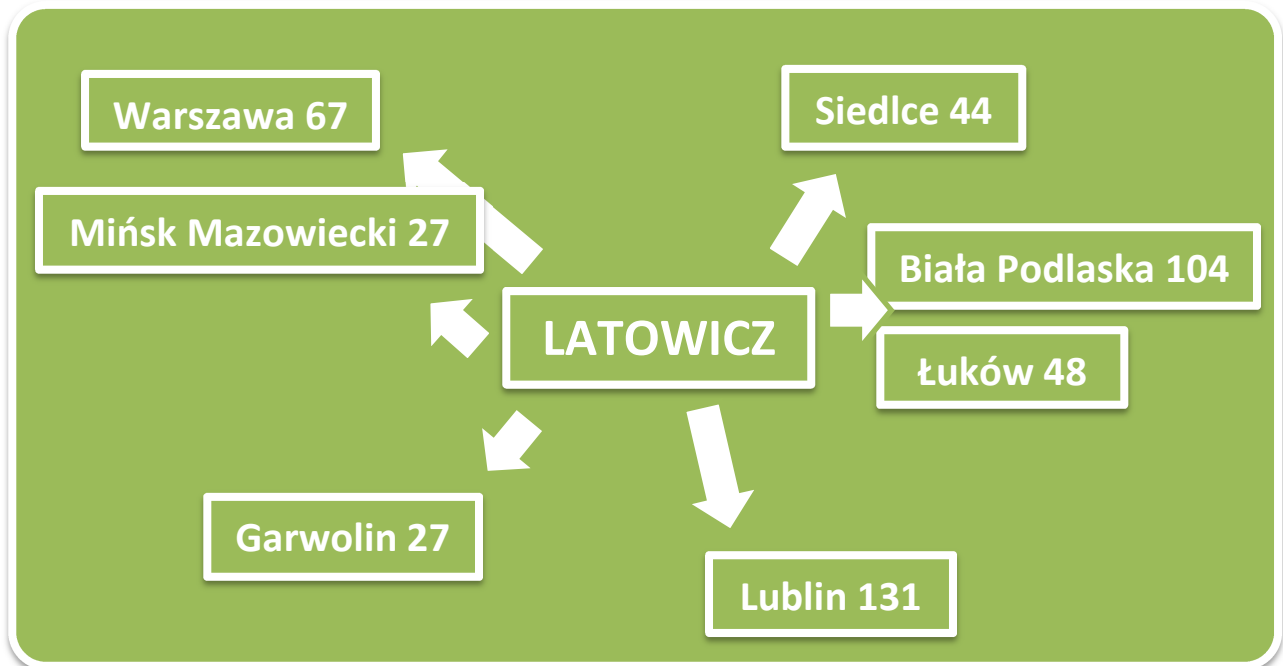 Warszawa 67
Siedlce 44
Mińsk Mazowiecki 27
Biała Podlaska 104
LATOWICZ
Łuków 48
Garwolin 27
Lublin 131